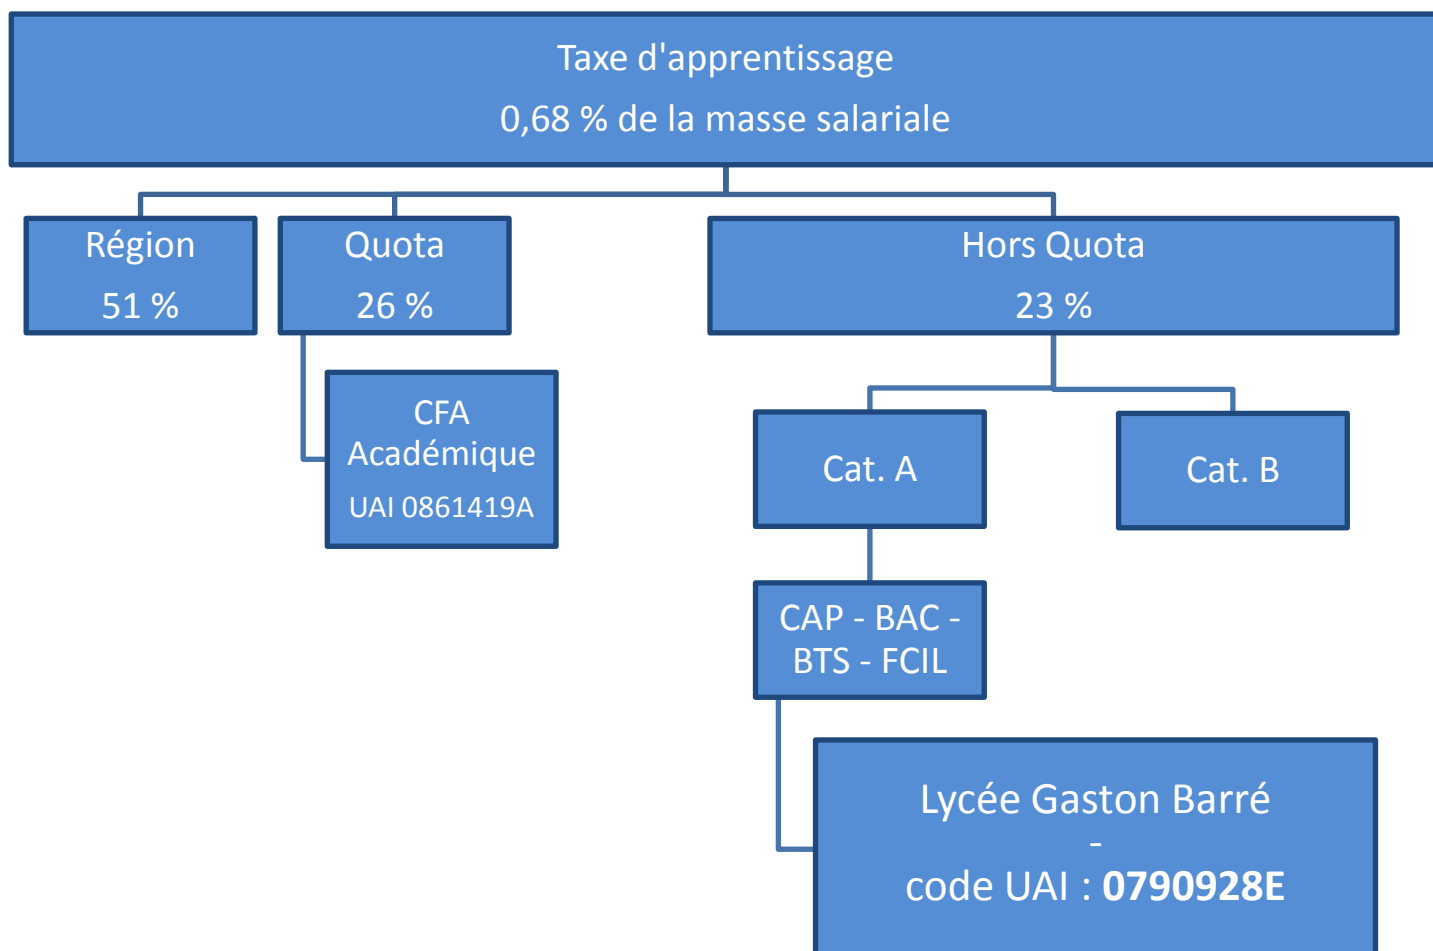 Taxe d'apprentissage
0,68 % de la masse salariale
Région
51 %
Quota
26 %
Hors Quota
23 %
CFA
Académique
UAI 0861419A
Cat. A
Cat. B
CAP - BAC -
BTS - FCIL
Lycée Gaston Barré
-
code UAI : 0790928E